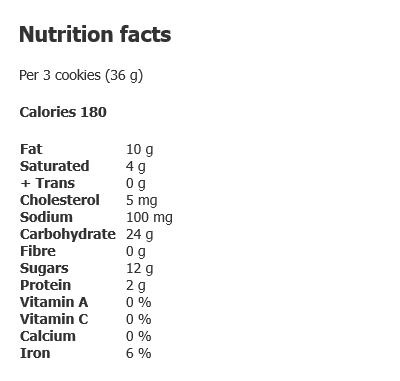 Nutrition facts
Per 3 cookies (36 g)
Calories 180
Fat 10 g
Saturated 4 g
+ Trans 0 g
Cholesterol 5 mg
Sodium 100 mg
Carbohydrate 24 g
Fibre 0 g
Sugars 12 g
Protein 2 g
Vitamin A 0 %
Vitamin C 0 %
Calcium 0 %
Iron 6 %